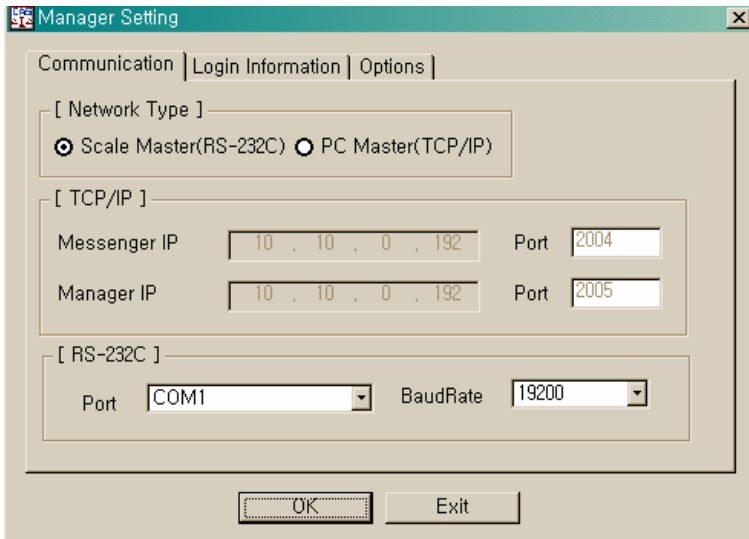 CAS
Manager Setting
Communication Login Information Options
[ Network Type ]
Scale Master(RS-232C) PC Master(TCP/IP)
[ TCP/IP ]
Messenger IP 10 . 10 . 0 . 192 Port 2004
Manager IP 10 . 10 . 0 . 192 Port 2005
[ RS-232C ]
Port COM1 BaudRate 19200
OK Exit